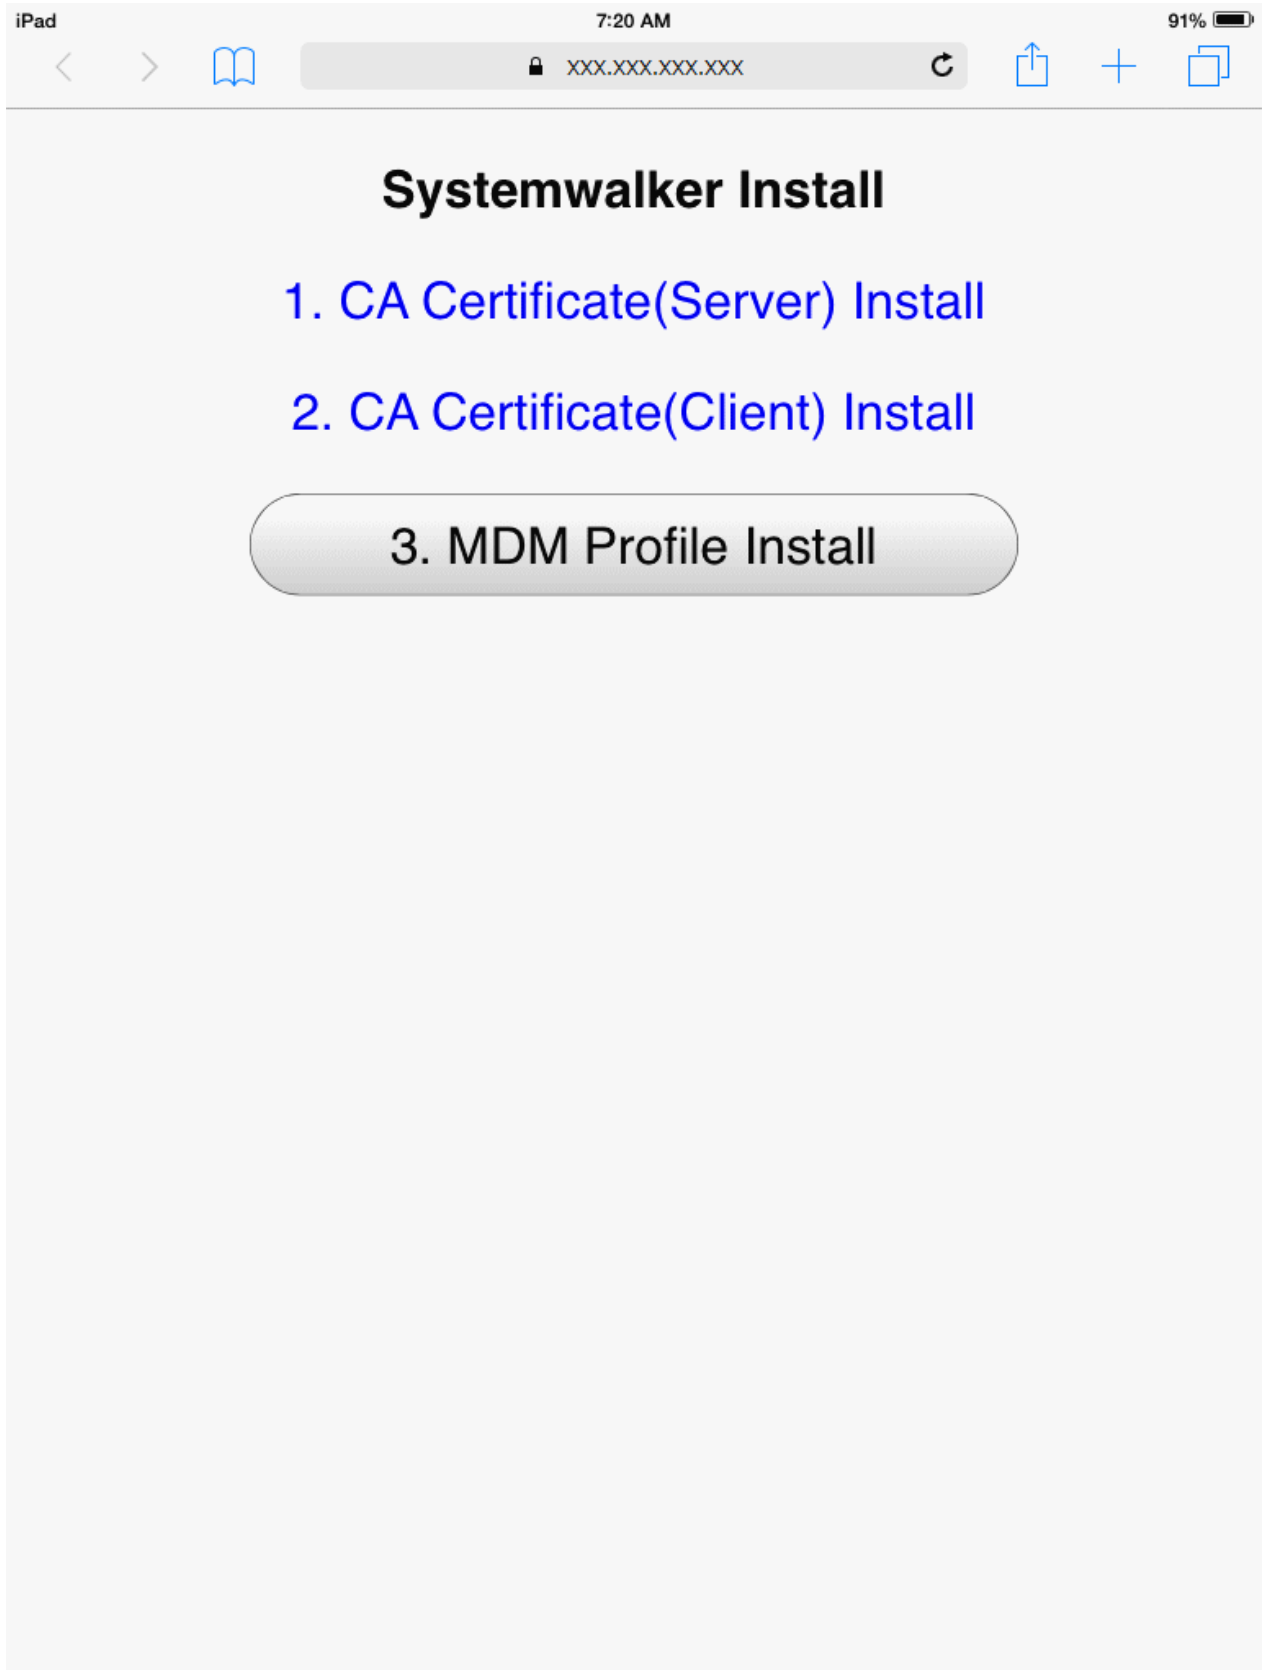 iPad 7:20 AM 91%
xxx.xxx.xxx.xxx
Systemwalker Install
1. CA Certificate(Server) Install
2. CA Certificate(Client) Install
3. MDM Profile Install